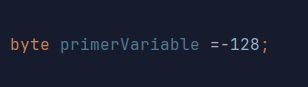 byte primerVariable =-128;